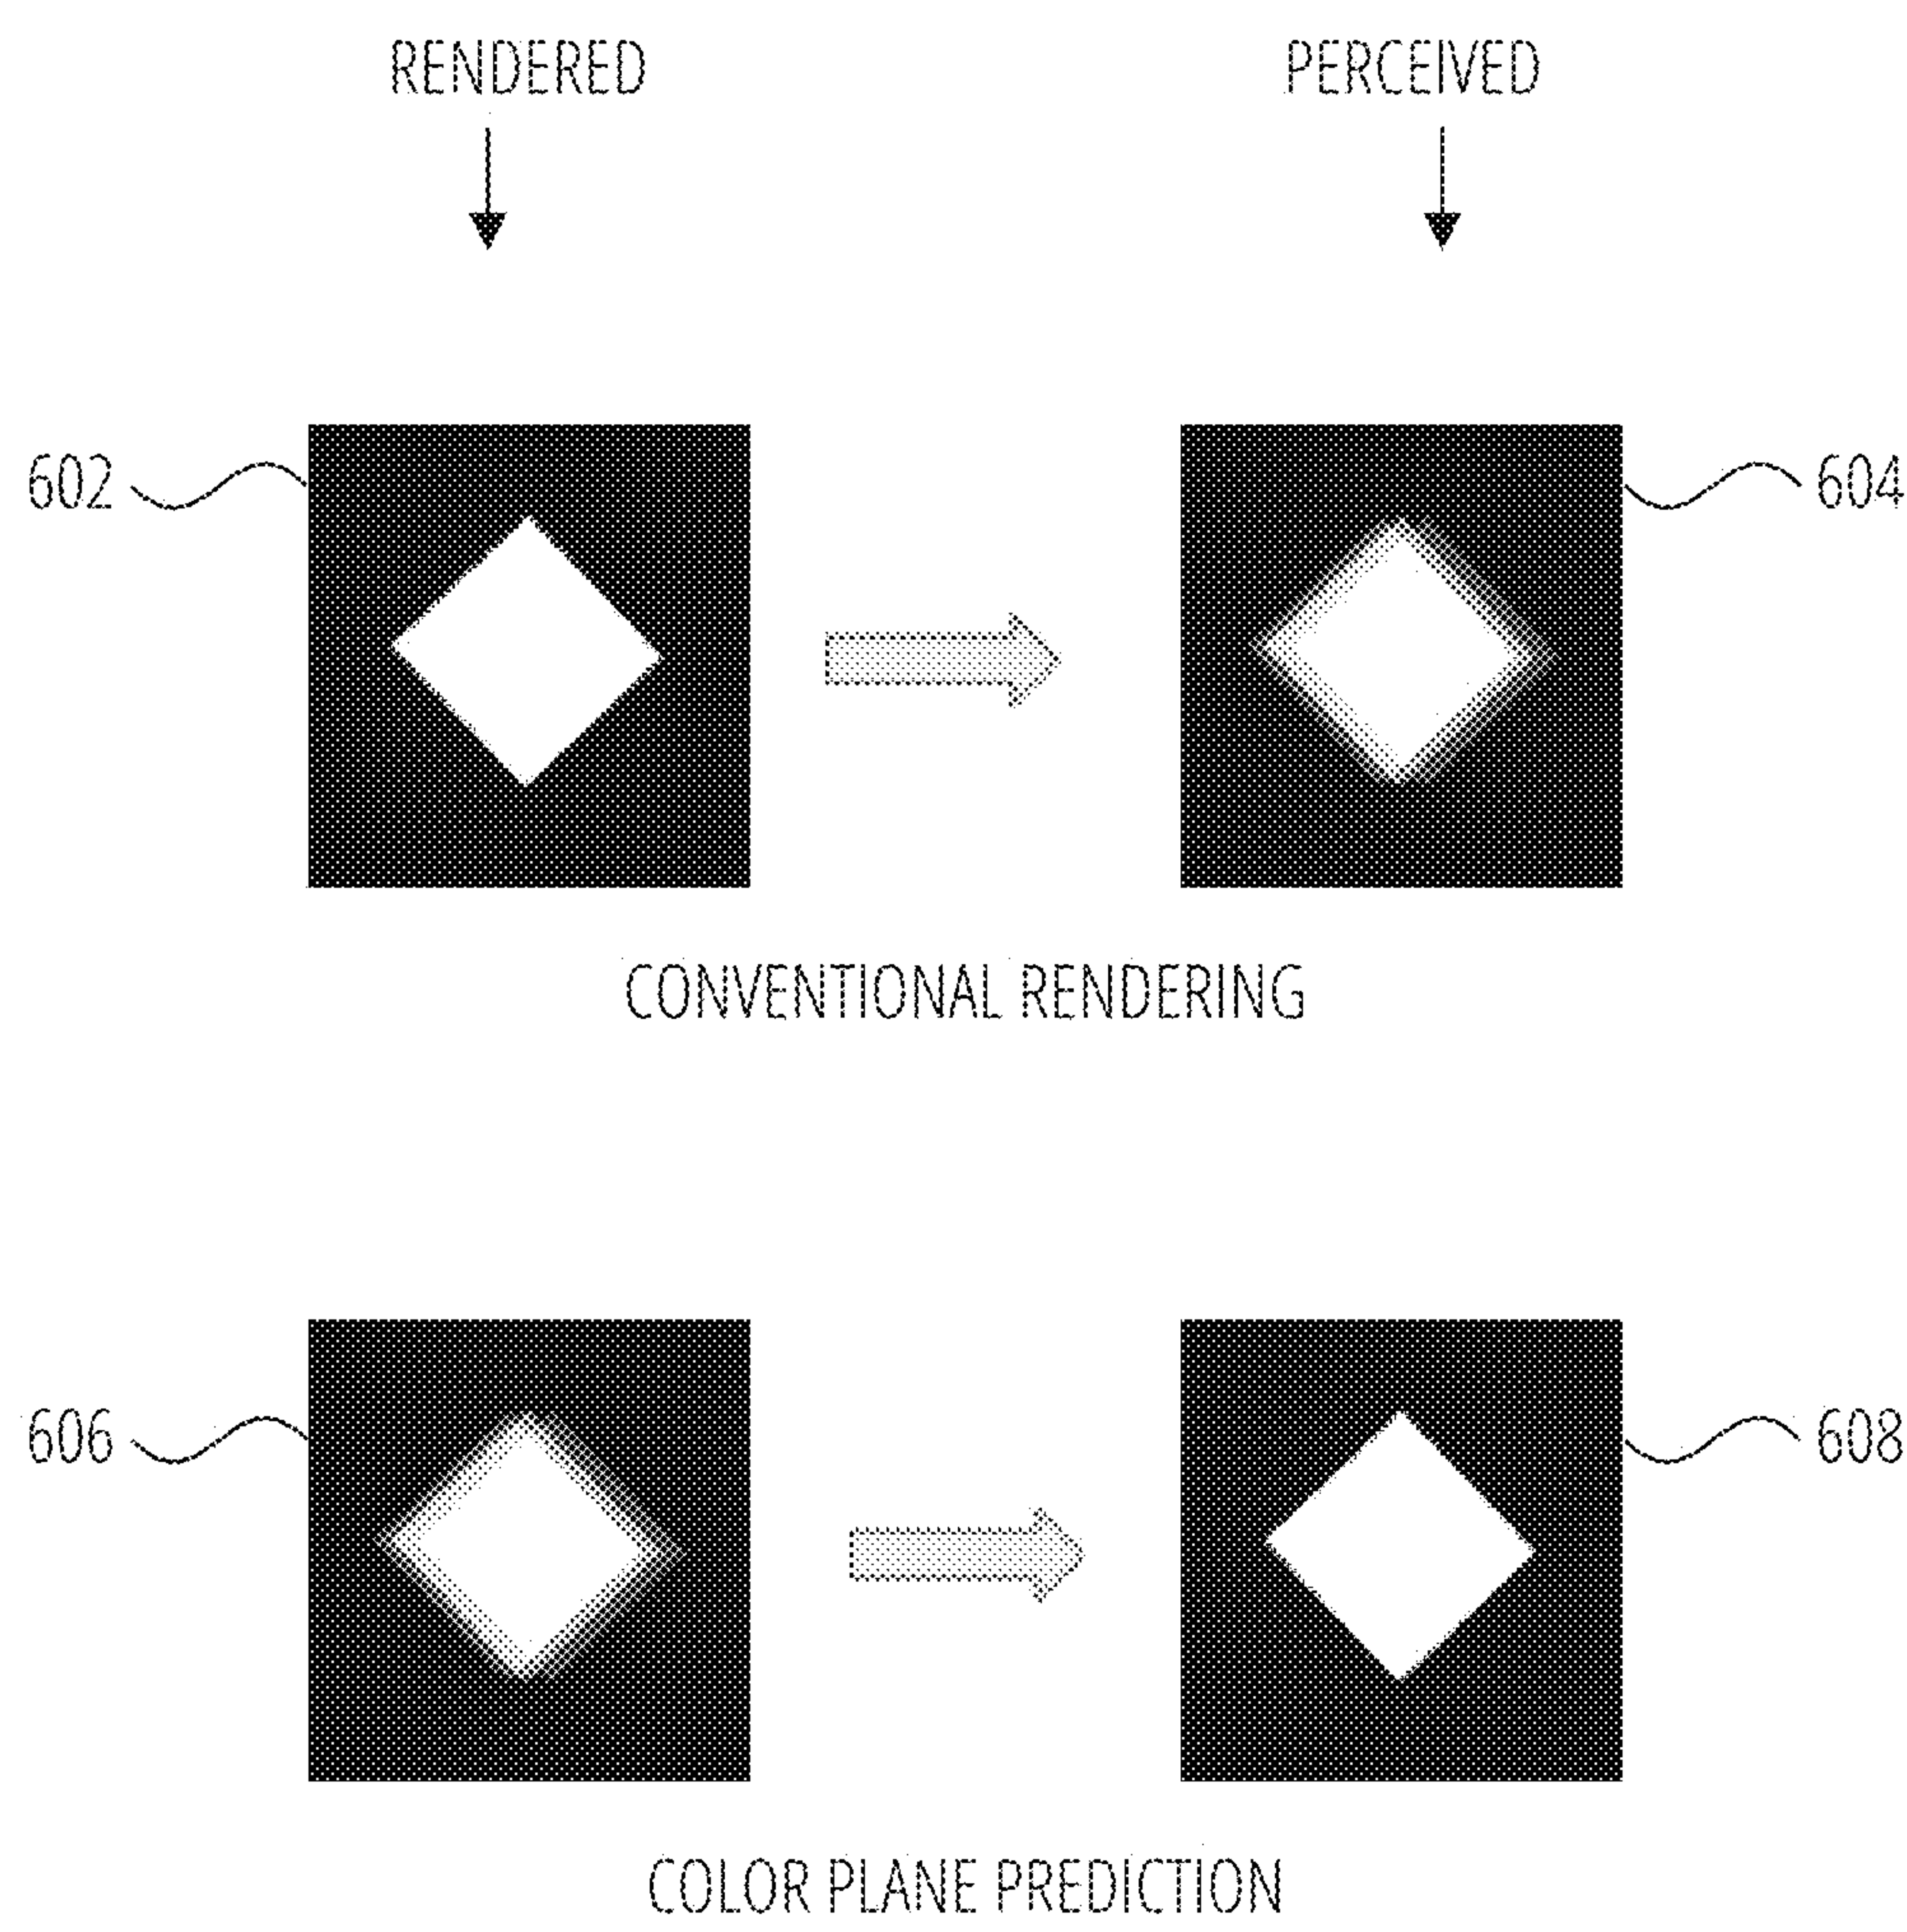 RENDERED
PERCEIVED
602
604
CONVENTIONAL RENDERING
606
608
COLOR PLANE PREDICTION